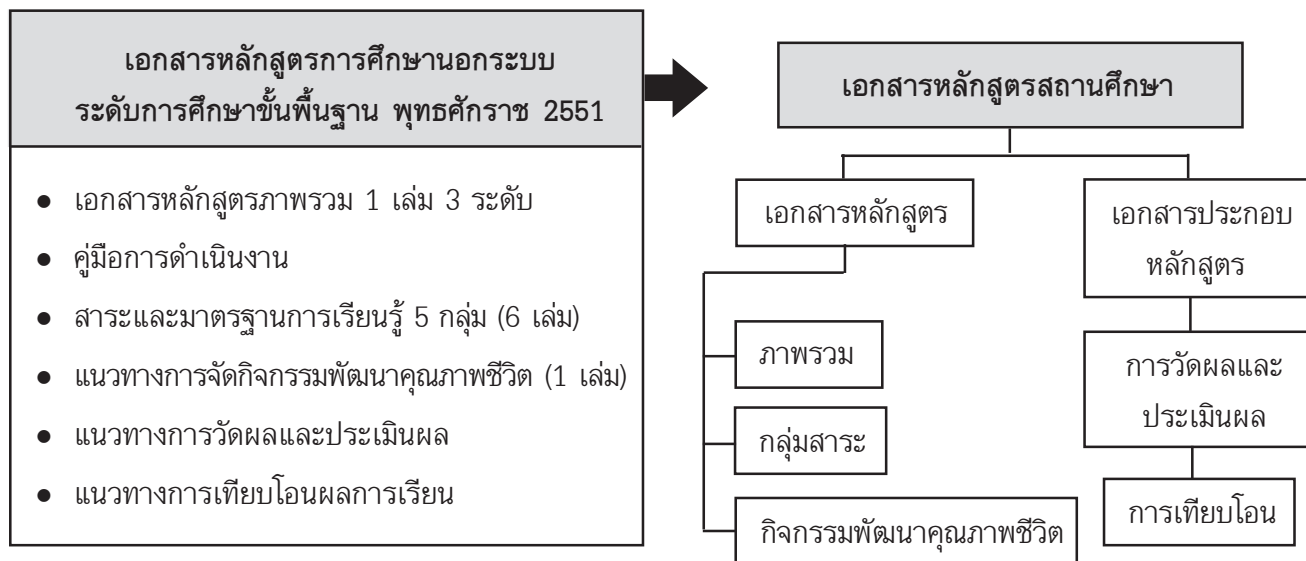 เอกสารหลักสูตรการศึกษานอกระบบ
ระดับการศึกษาขั้นพื้นฐาน พุทธศักราช 2551
● เอกสารหลักสูตรภาพรวม 1 เล่ม 3 ระดับ
● คู่มือการดำเนินงาน
● สาระและมาตรฐานการเรียนรู้ 5 กลุ่ม (6 เล่ม)
● แนวทางการจัดกิจกรรมพัฒนาคุณภาพชีวิต (1 เล่ม)
● แนวทางการวัดผลและประเมินผล
● แนวทางการเทียบโอนผลการเรียน
เอกสารหลักสูตรสถานศึกษา
เอกสารหลักสูตร
ภาพรวม
กลุ่มสาระ
กิจกรรมพัฒนาคุณภาพชีวิต
เอกสารประกอบ
หลักสูตร
การวัดผลและ
ประเมินผล
การเทียบโอน